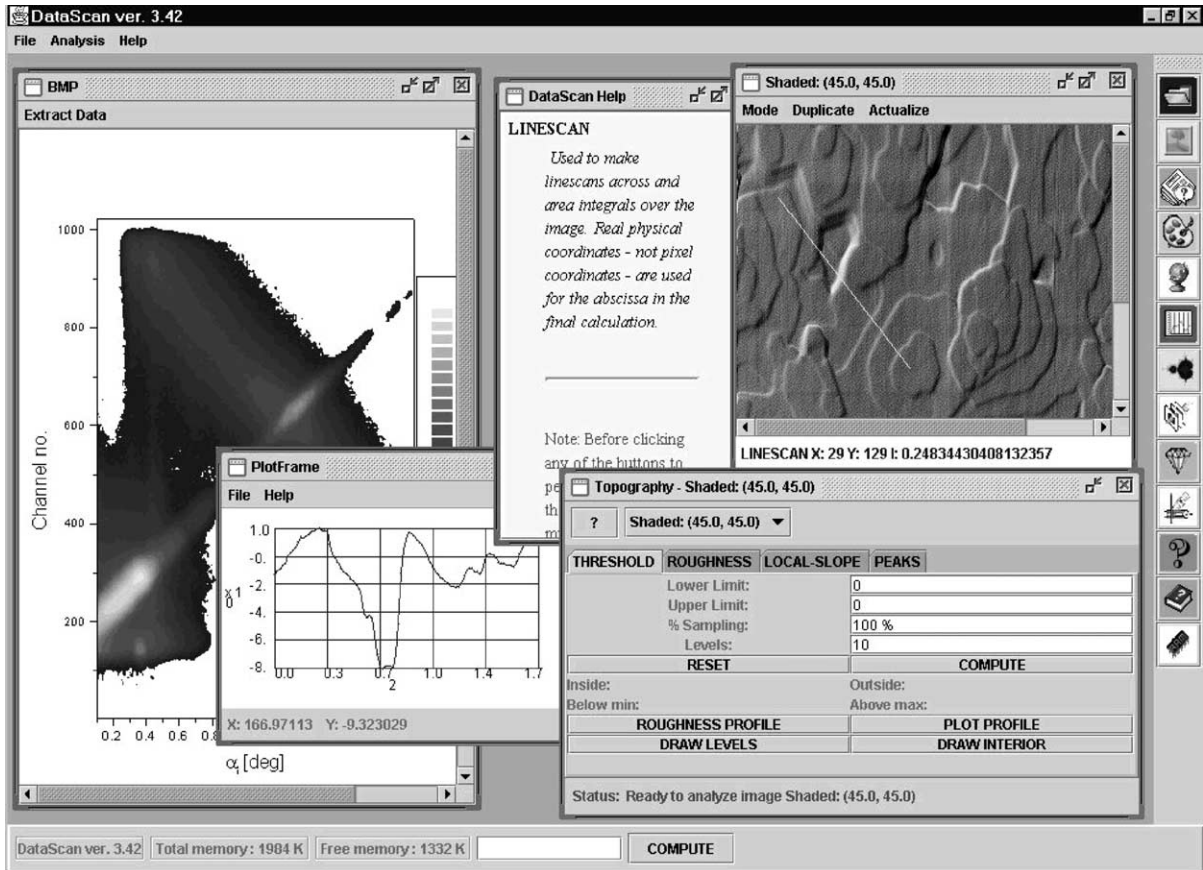 DataScan ver. 3.42
File Analysis Help
BMP
Extract Data
1000
800
600
400
200
Channel no.
0.2 0.4 0.6 0.8
αi [deg]
DataScan Help
LINESCAN
Used to make
linescans across and
area integrals over the
image. Real physical
coordinates - not pixel
coordinates - are used
for the abscissa in the
final calculation.
Note: Before clicking
any of the buttons to
Shaded: (45.0, 45.0)
Mode Duplicate Actualize
LINESCAN X: 29 Y: 129 I: 0.24834430408132357
PlotFrame
File Help
1.0
-0.
-2.
-4.
-6.
-8.
x1
0
0.0 0.3 0.7 1.0 1.4 1.7
2
X: 166.97113 Y: -9.323029
Topography - Shaded: (45.0, 45.0)
? Shaded: (45.0, 45.0)
THRESHOLD ROUGHNESS LOCAL-SLOPE PEAKS
Lower Limit: 0
Upper Limit: 0
% Sampling: 100 %
Levels: 10
RESET COMPUTE
Inside: Outside:
Below min: Above max:
ROUGHNESS PROFILE PLOT PROFILE
DRAW LEVELS DRAW INTERIOR
Status: Ready to analyze image Shaded: (45.0, 45.0)
DataScan ver. 3.42 Total memory: 1984 K Free memory: 1332 K COMPUTE